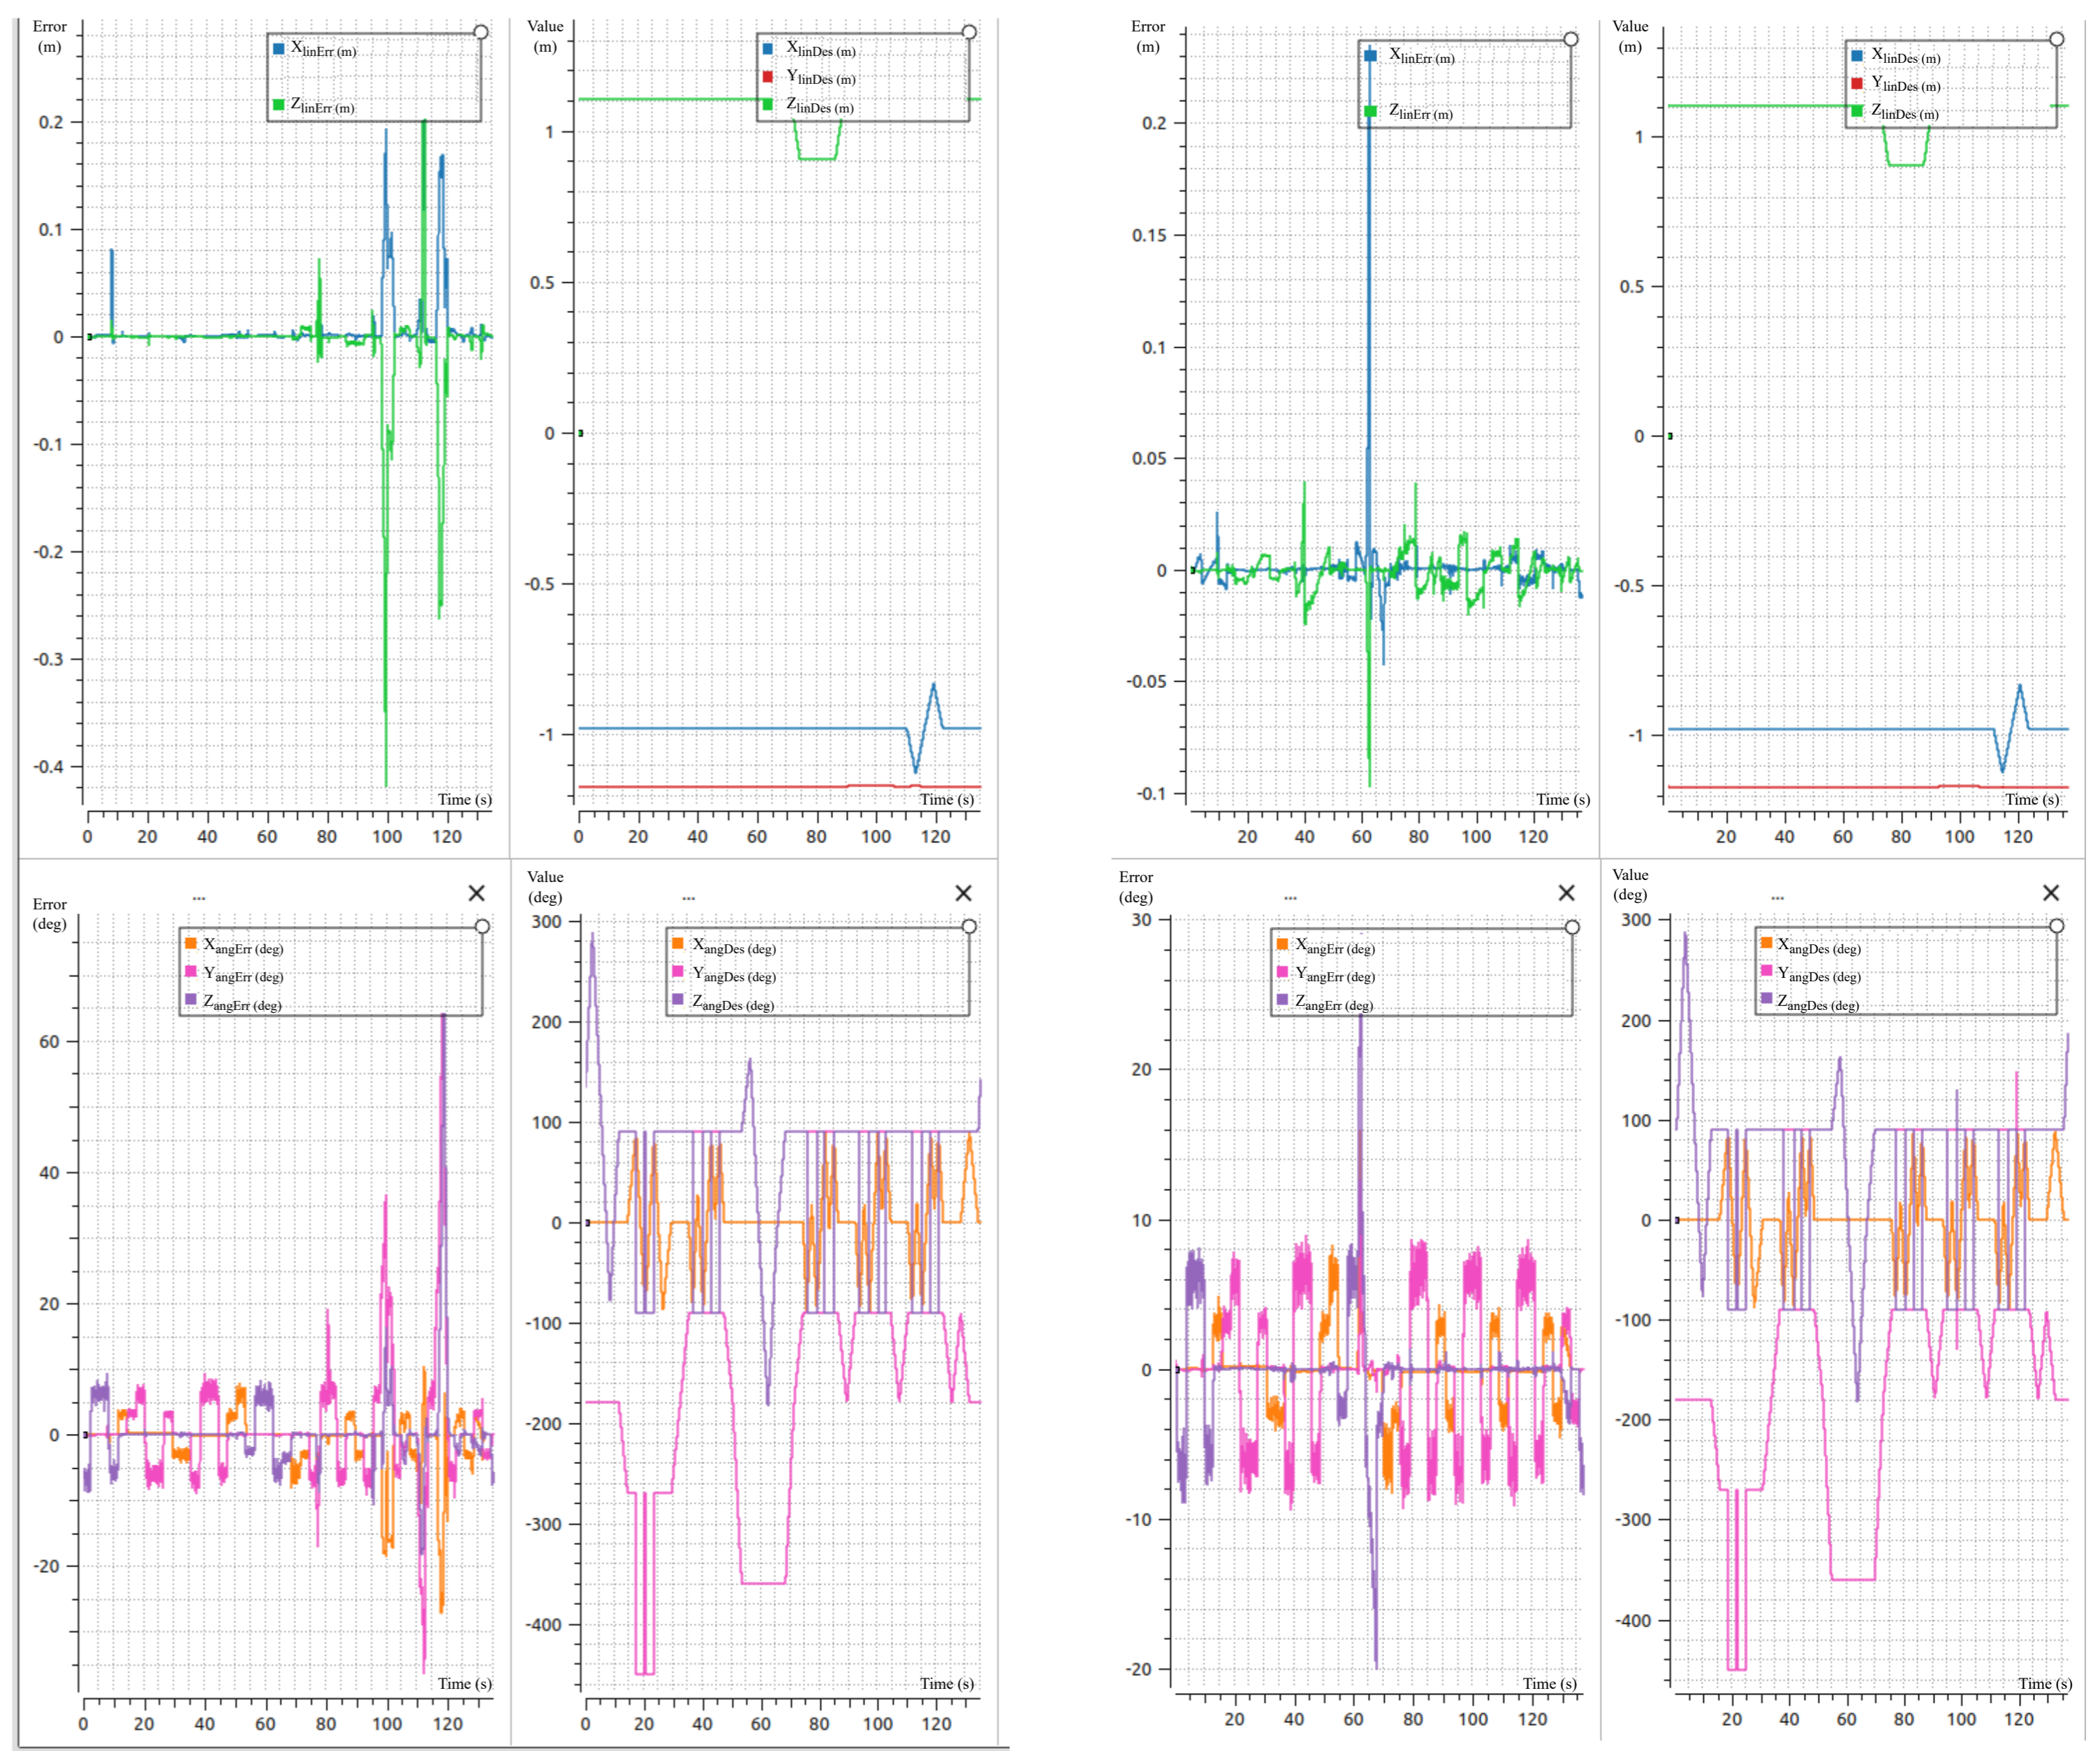 Error
(m)
XlinErr (m)
ZlinErr (m)
0.2
0.1
0
-0.1
-0.2
-0.3
-0.4
Time (s)
0 20 40 60 80 100 120
Value
(m)
XlinDes (m)
YlinDes (m)
ZlinDes (m)
1
0.5
0
-0.5
-1
Time (s)
0 20 40 60 80 100 120
Error
(m)
XlinErr (m)
ZlinErr (m)
0.2
0.15
0.1
0.05
0
-0.05
-0.1
Time (s)
20 40 60 80 100 120
Value
(m)
XlinDes (m)
YlinDes (m)
ZlinDes (m)
1
0.5
0
-0.5
-1
Time (s)
20 40 60 80 100 120
Error
(deg)
...
XangErr (deg)
YangErr (deg)
ZangErr (deg)
60
40
20
0
-20
Time (s)
0 20 40 60 80 100 120
Value
(deg)
...
XangDes (deg)
YangDes (deg)
ZangDes (deg)
300
200
100
0
-100
-200
-300
-400
Time (s)
0 20 40 60 80 100 120
Error
(deg)
...
XangErr (deg)
YangErr (deg)
ZangErr (deg)
30
20
10
0
-10
-20
Time (s)
20 40 60 80 100 120
Value
(deg)
...
XangDes (deg)
YangDes (deg)
ZangDes (deg)
300
200
100
0
-100
-200
-300
-400
Time (s)
20 40 60 80 100 120